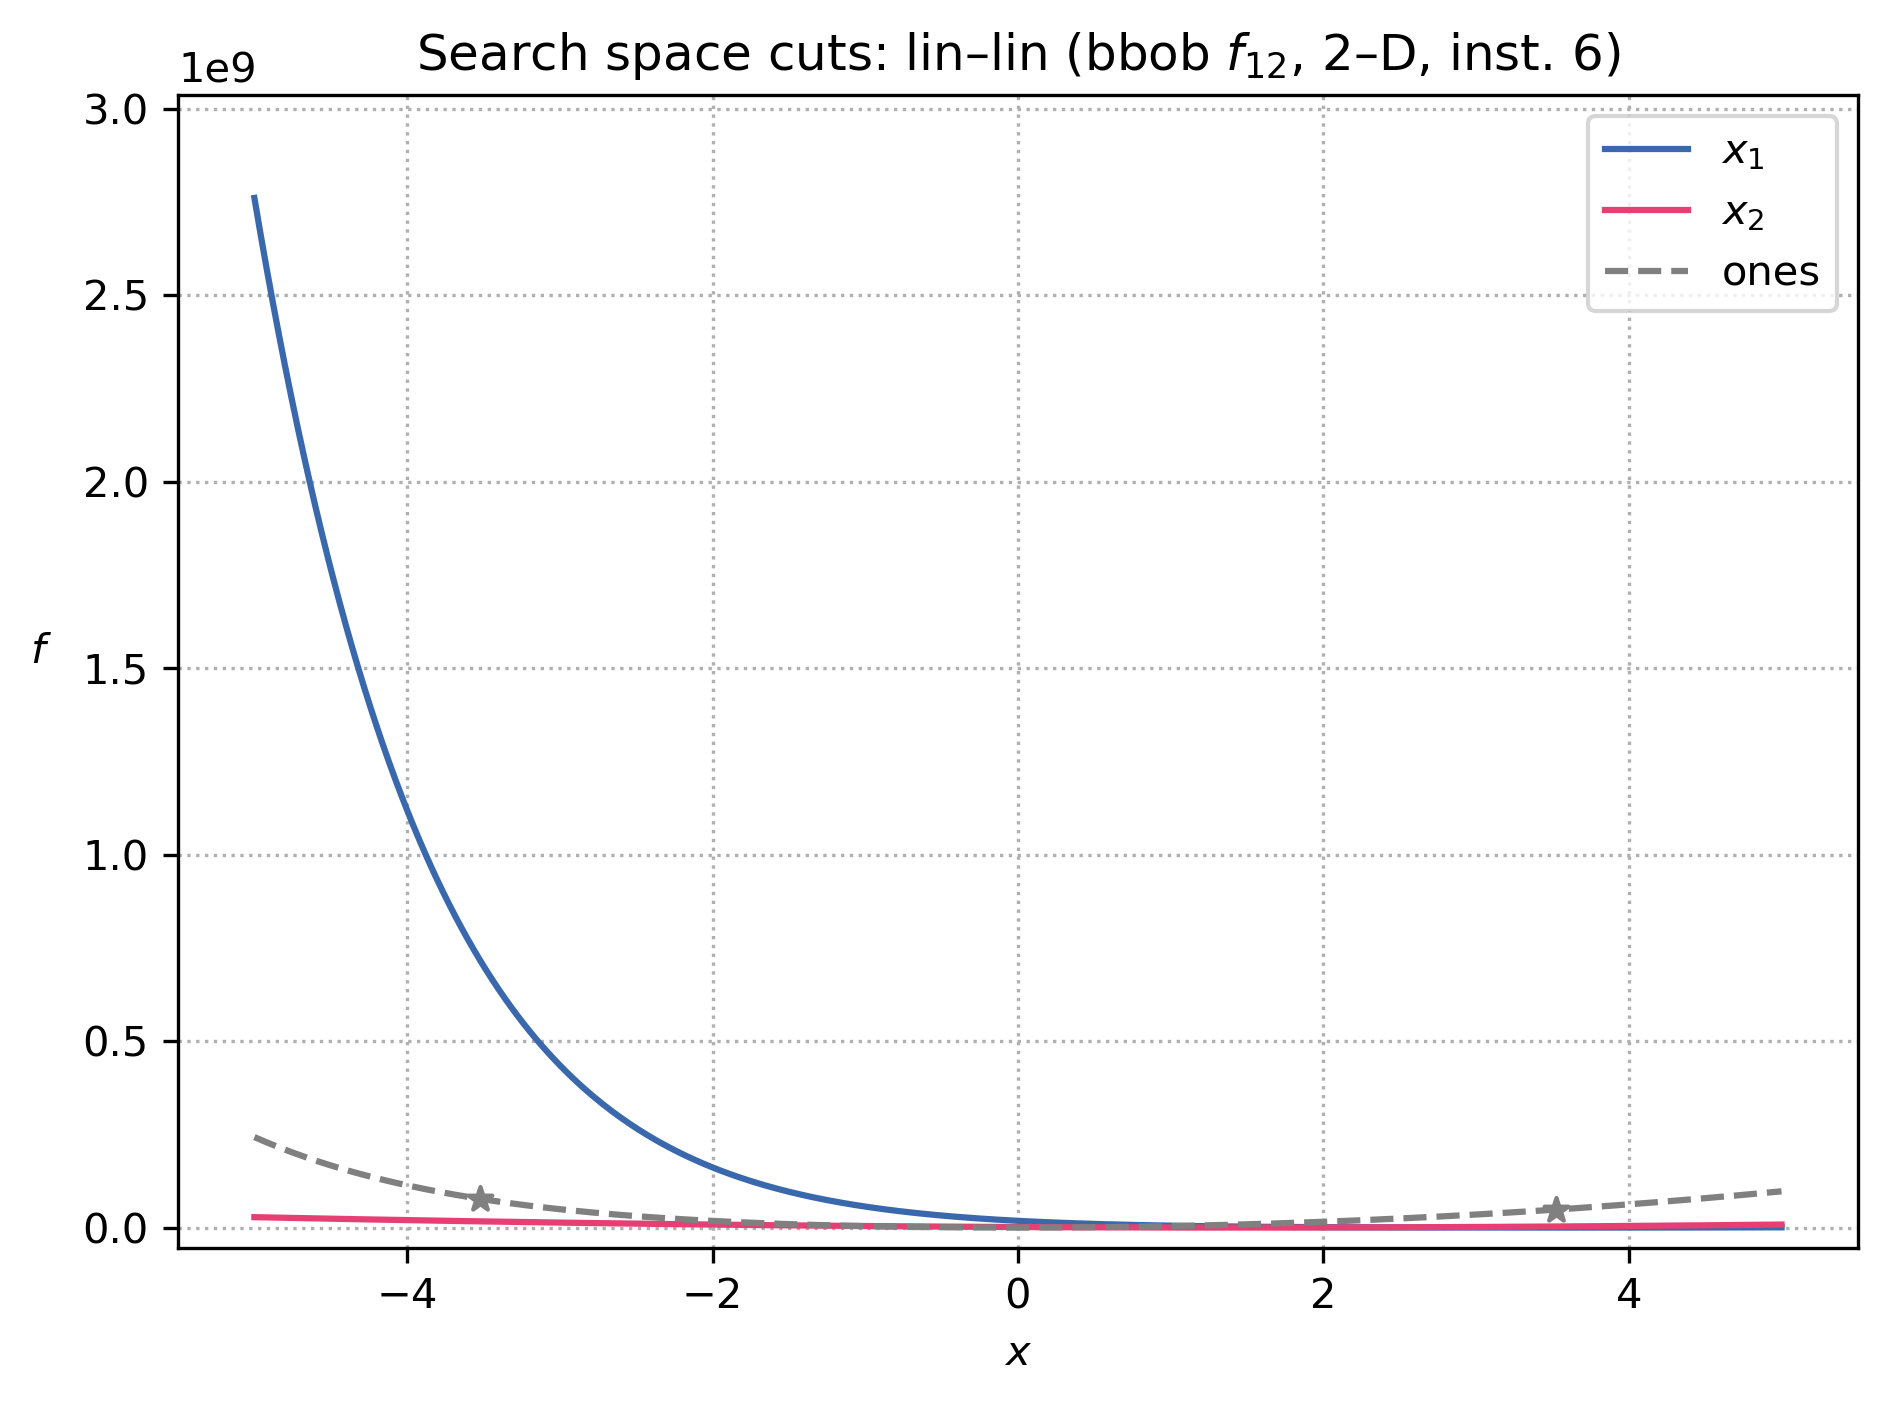 Search space cuts: lin–lin (bbob f12, 2–D, inst. 6)
1e9
3.0
2.5
2.0
1.5
1.0
0.5
0.0
f
x1
x2
ones
−4
−2
0
2
4
x